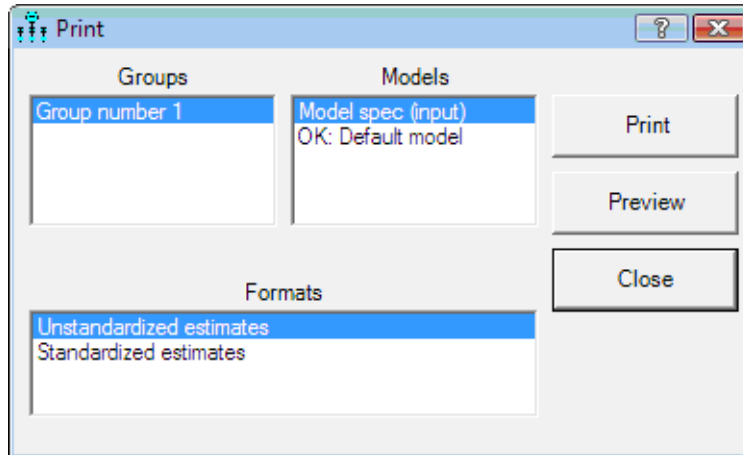 Print
Groups
Models
Group number 1
Model spec (input)
OK: Default model
Print
Preview
Close
Formats
Unstandardized estimates
Standardized estimates